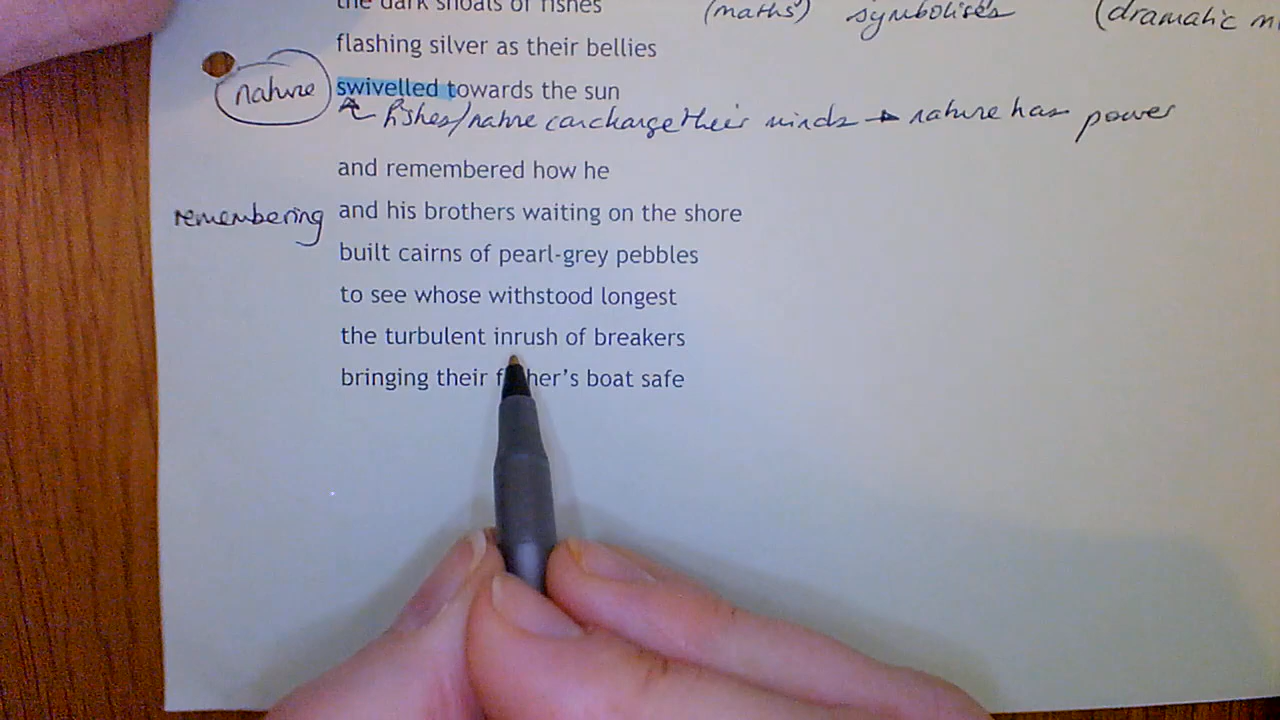 the dark shoals of fishes
(maths) symbolises (dramatic
flashing silver as their bellies
nature swivelled towards the sun
fishes/nature can change their minds → nature has power
and remembered how he
remembering and his brothers waiting on the shore
built cairns of pearl-grey pebbles
to see whose withstood longest
the turbulent inrush of breakers
bringing their father's boat safe